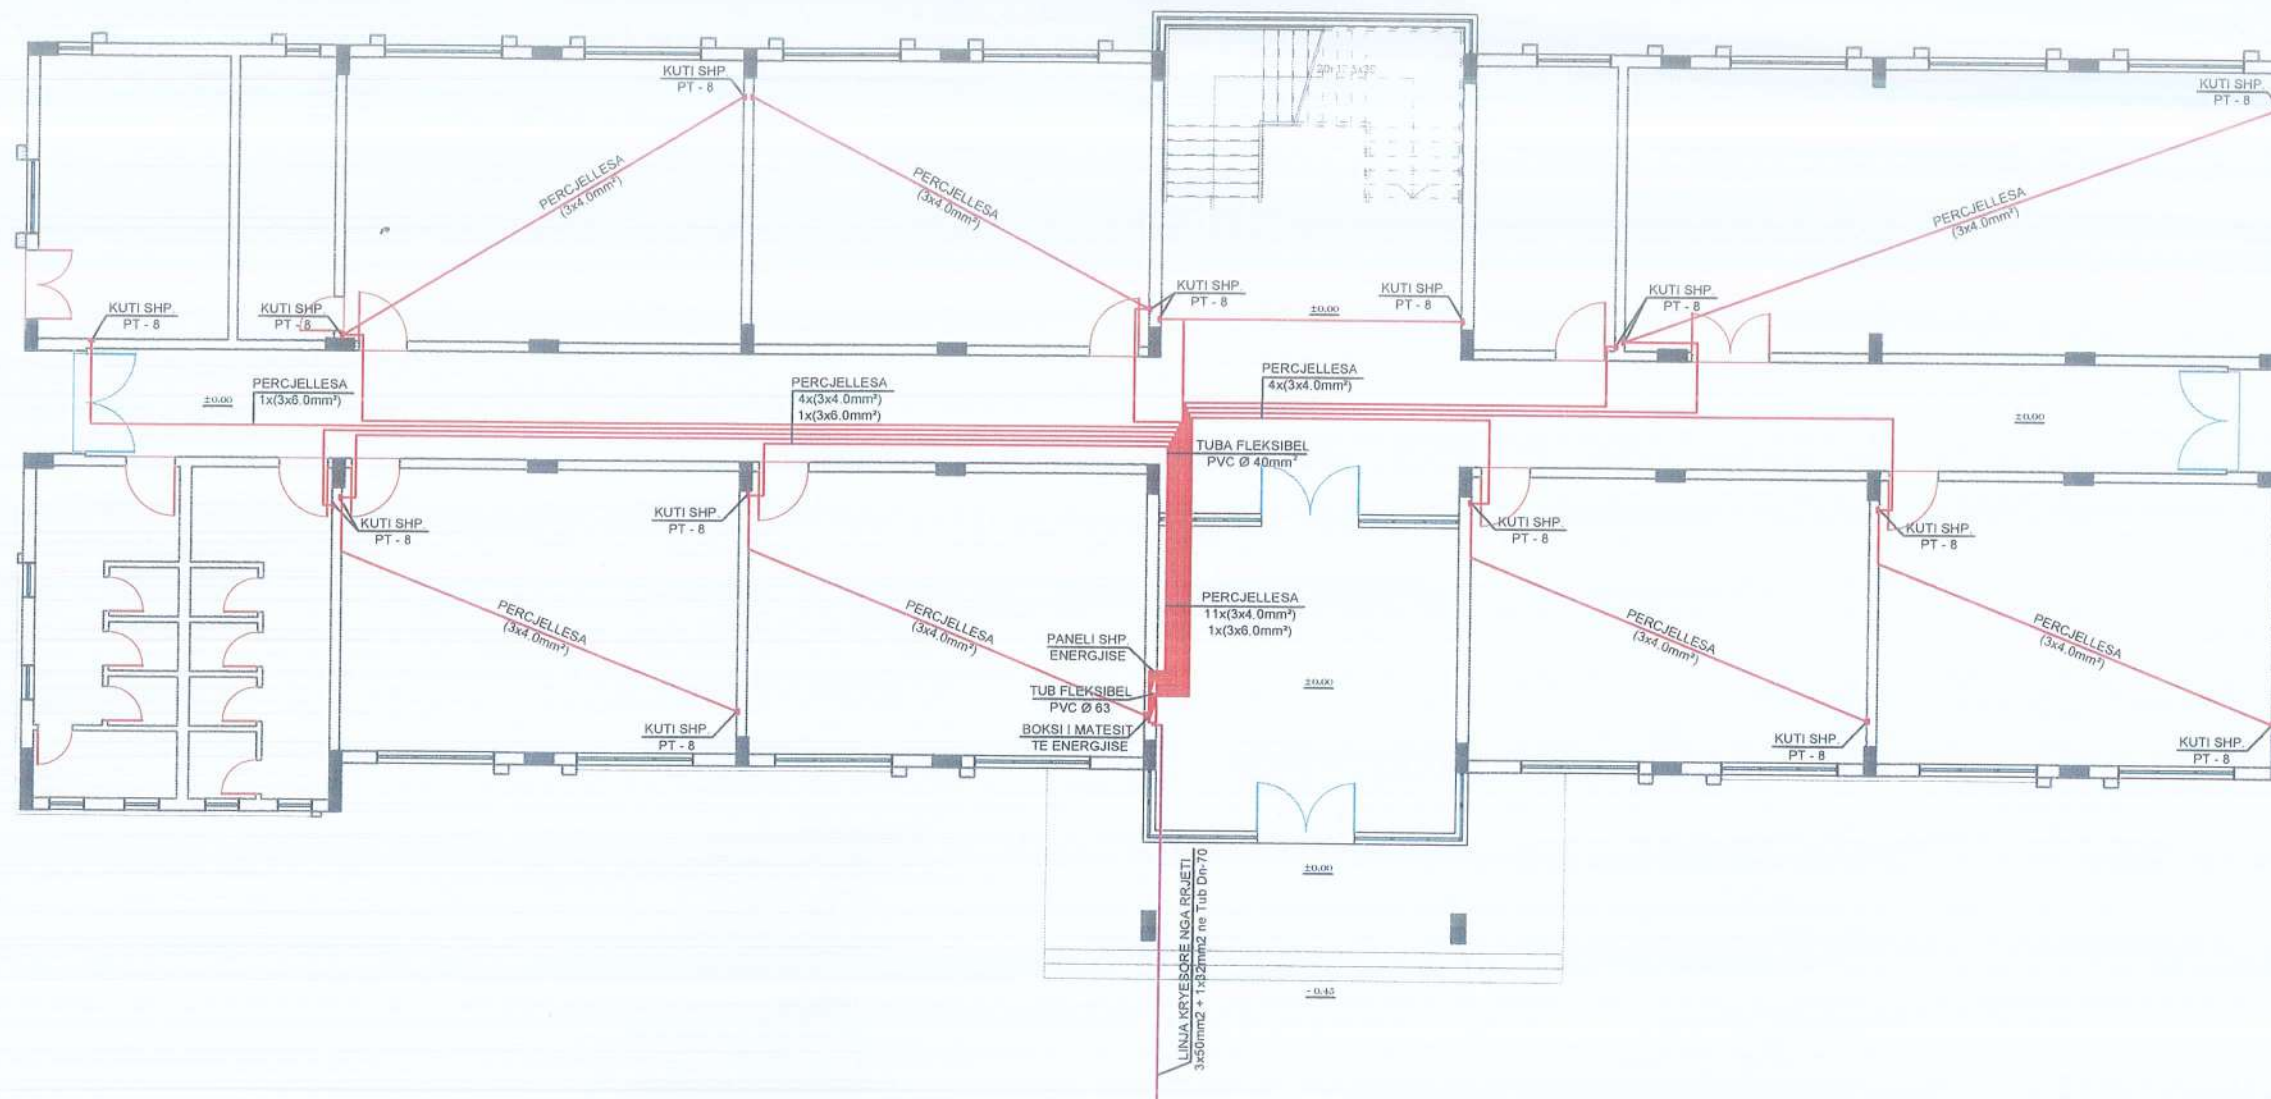 KUTI SHP.
PT - 8
20x17.5x30
KUTI SHP.
PT - 8
PERCJELLESA
(3x4.0mm²)
PERCJELLESA
(3x4.0mm²)
PERCJELLESA
(3x4.0mm²)
KUTI SHP.
PT - 8
KUTI SHP.
PT - 8
KUTI SHP.
PT - 8
KUTI SHP.
PT - 8
KUTI SHP.
PT - 8
±0.00
PERCJELLESA
1x(3x6.0mm²)
±0.00
PERCJELLESA
4x(3x4.0mm²)
1x(3x6.0mm²)
PERCJELLESA
4x(3x4.0mm²)
±0.00
TUBA FLEKSIBEL
PVC Ø 40mm²
KUTI SHP.
PT - 8
KUTI SHP.
PT - 8
KUTI SHP.
PT - 8
KUTI SHP.
PT - 8
PERCJELLESA
(3x4.0mm²)
PERCJELLESA
(3x4.0mm²)
PERCJELLESA
11x(3x4.0mm²)
1x(3x6.0mm²)
PERCJELLESA
(3x4.0mm²)
PERCJELLESA
(3x4.0mm²)
PANELI SHP.
ENERGJISE
TUB FLEKSIBEL
PVC Ø 63
BOKSI I MATESIT
TE ENERGJISE
±0.00
KUTI SHP.
PT - 8
KUTI SHP.
PT - 8
KUTI SHP.
PT - 8
±0.00
LINJA KRYESORE NGA RRJETI
3x50mm2 + 1x32mm2 ne Tub Dn-70
- 0.45